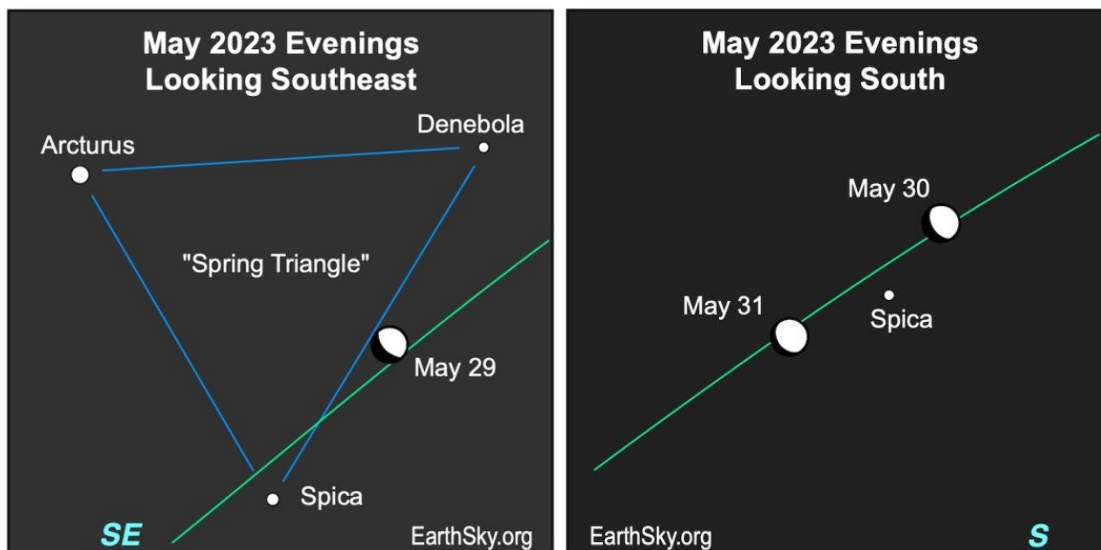 May 2023 Evenings
Looking Southeast
Denebola
Arcturus
"Spring Triangle"
May 29
Spica
SE
EarthSky.org
May 2023 Evenings
Looking South
May 30
May 31
Spica
EarthSky.org
S